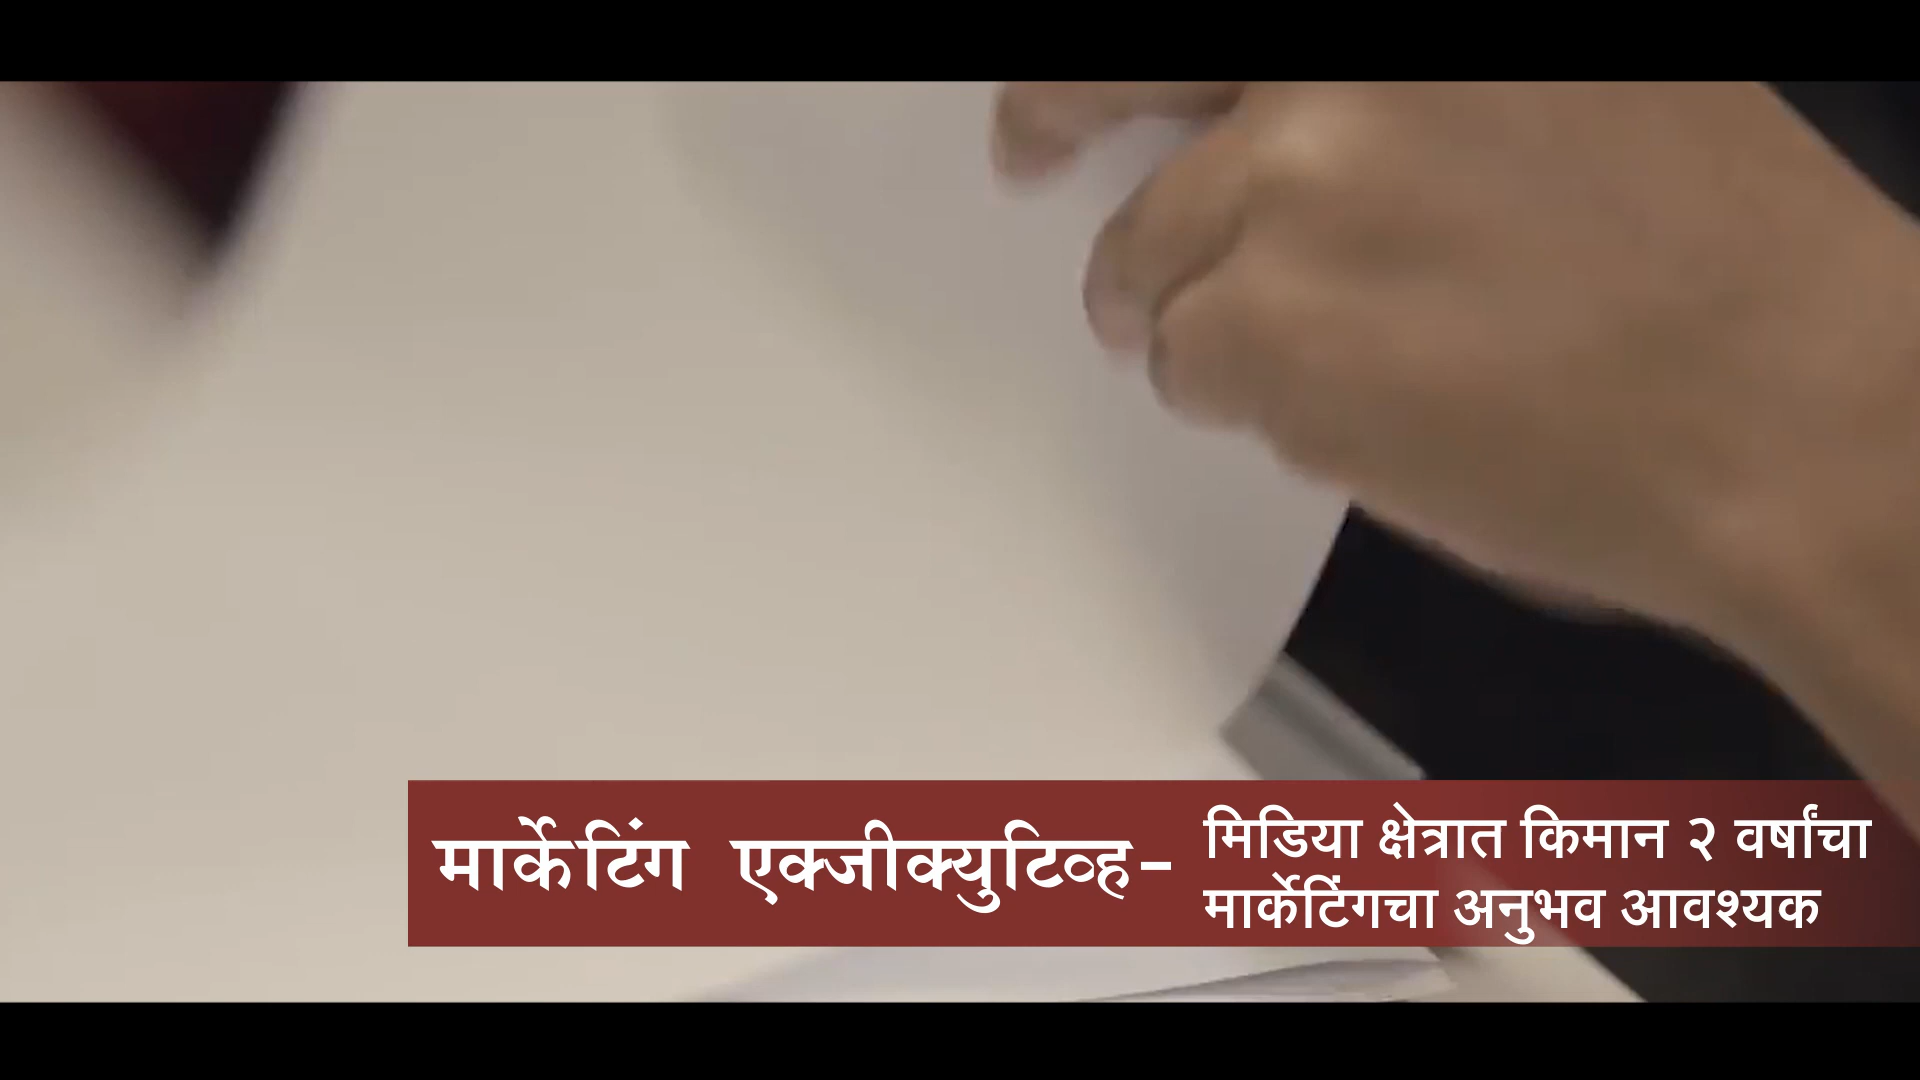 मार्केटिंग एक्जीक्युटिव्ह-
मिडिया क्षेत्रात किमान २ वर्षांचा
मार्केटिंगचा अनुभव आवश्यक